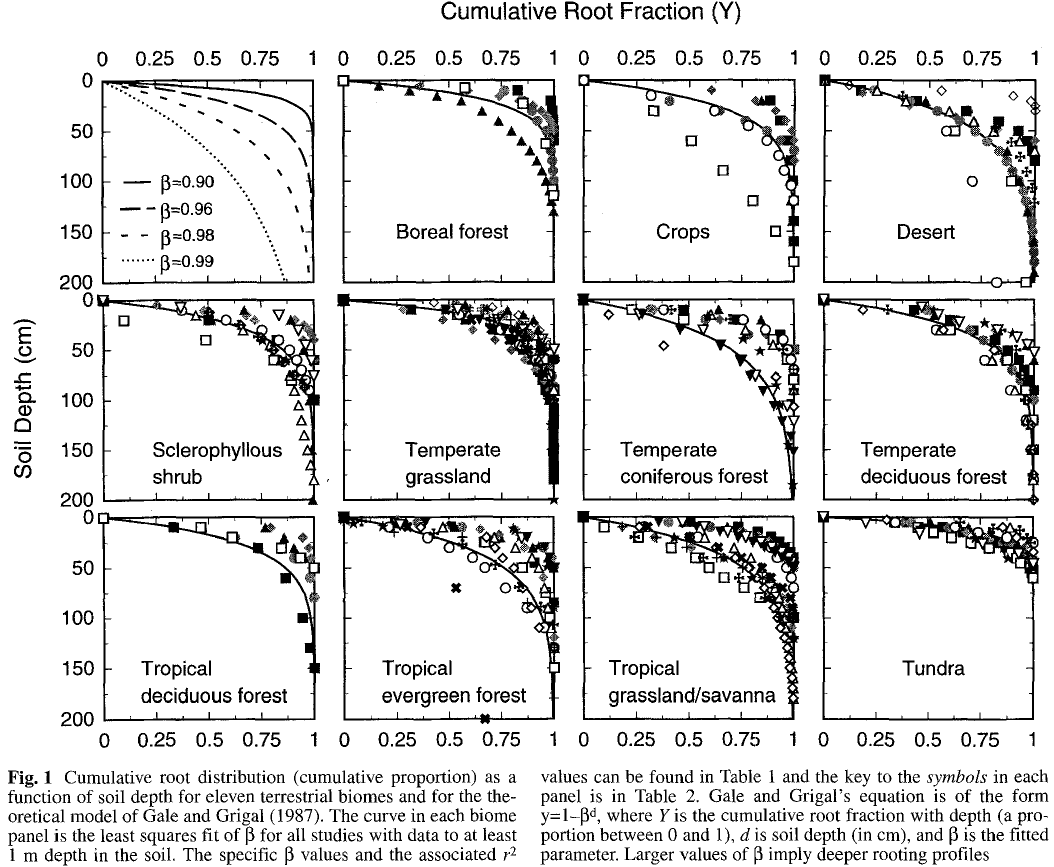 Cumulative Root Fraction (Y)
0 0.25 0.75 1
0 0.25 0.5 0.75 1
0 0.25 0.5 0.75 1
0 0.25 0.5 0.75 1
0
50
100
150
200
β=0.90
β=0.96
β=0.98
β=0.99
Boreal forest
Crops
Desert
Soil Depth (cm)
0
50
100
150
200
Sclerophyllous
shrub
Temperate
grassland
Temperate
coniferous forest
Temperate
deciduous forest
0
50
100
150
200
Tropical
deciduous forest
Tropical
evergreen forest
Tropical
grassland/savanna
Tundra
0 0.25 0.5 0.75 1
0 0.25 0.5 0.75 1
0 0.25 0.5 0.75 1
0 0.25 0.5 0.75 1
Fig. 1 Cumulative root distribution (cumulative proportion) as a
function of soil depth for eleven terrestrial biomes and for the the-
oretical model of Gale and Grigal (1987). The curve in each biome
panel is the least squares fit of β for all studies with data to at least
1 m depth in the soil. The specific β values and the associated r²
values can be found in Table 1 and the key to the symbols in each
panel is in Table 2. Gale and Grigal's equation is of the form
y=1–βᵈ, where Y is the cumulative root fraction with depth (a pro-
portion between 0 and 1), d is soil depth (in cm), and β is the fitted
parameter. Larger values of β imply deeper rooting profiles